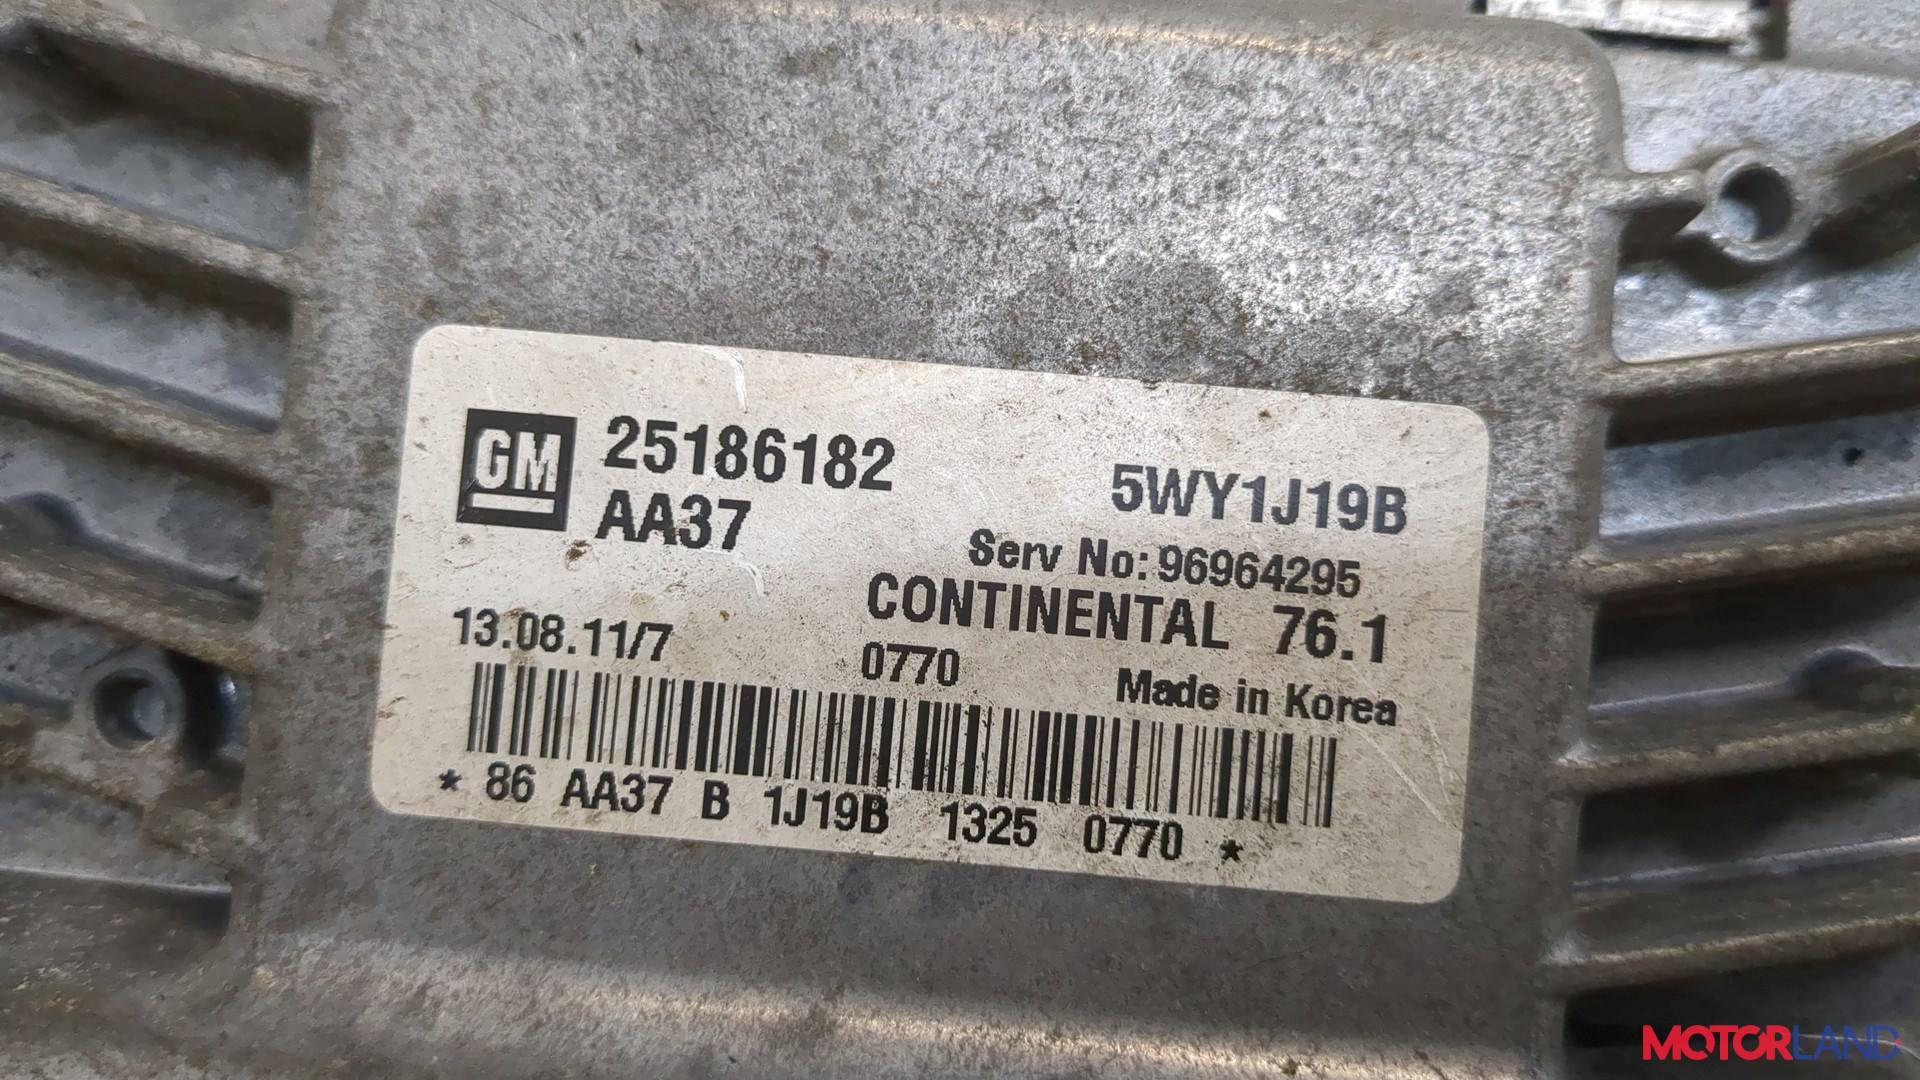 GM 25186182
AA37
5WY1J19B
Serv No: 96964295
CONTINENTAL 76.1
13.08.11/7
0770
Made in Korea
* 86 AA37 B 1J19B 1325 0770 *
MOTORLAND